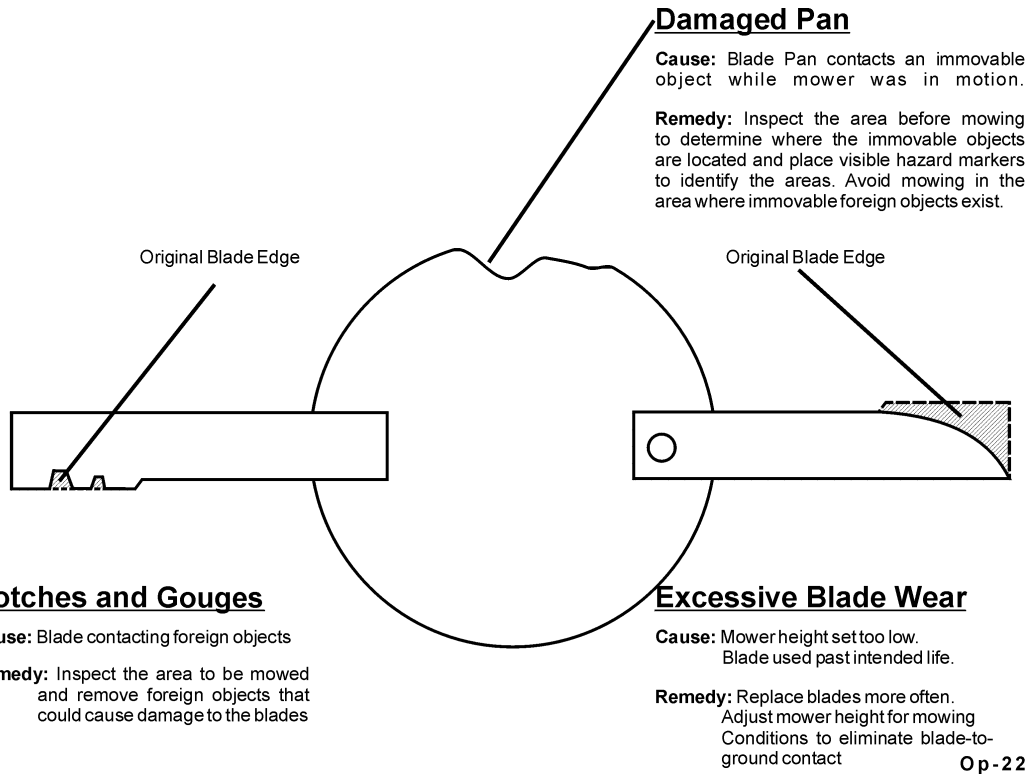 Damaged Pan
Cause: Blade Pan contacts an immovable
object while mower was in motion.
Remedy: Inspect the area before mowing
to determine where the immovable objects
are located and place visible hazard markers
to identify the areas. Avoid mowing in the
area where immovable foreign objects exist.
Original Blade Edge
Original Blade Edge
otches and Gouges
use: Blade contacting foreign objects
medy: Inspect the area to be mowed
and remove foreign objects that
could cause damage to the blades
Excessive Blade Wear
Cause: Mower height set too low.
Blade used past intended life.
Remedy: Replace blades more often.
Adjust mower height for mowing
Conditions to eliminate blade-to-
ground contact
Op-22